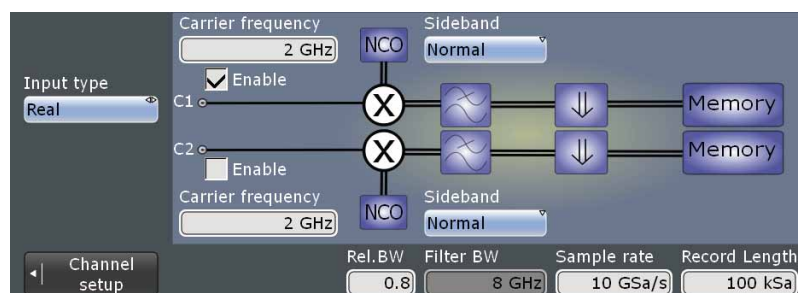 Carrier frequency
2 GHz
NCO
Sideband
Normal
Input type
Real
Enable
C1
X
Memory
C2
X
Memory
Enable
Carrier frequency
2 GHz
NCO
Sideband
Normal
Channel
setup
Rel.BW
0.8
Filter BW
8 GHz
Sample rate
10 GSa/s
Record Length
100 kSa